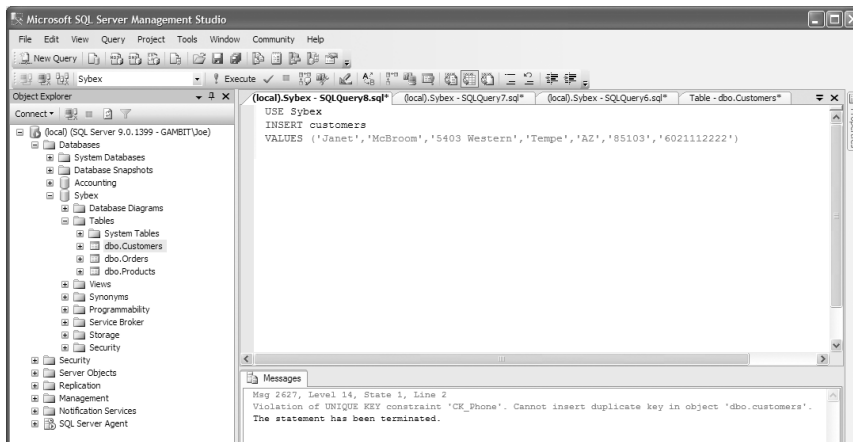 Microsoft SQL Server Management Studio
File Edit View Query Project Tools Window Community Help
New Query
Sybex Execute
Object Explorer
(local).Sybex - SQLQuery8.sql* (local).Sybex - SQLQuery7.sql* (local).Sybex - SQLQuery6.sql* Table - dbo.Customers*
Connect
(local) (SQL Server 9.0.1399 - GAMBIT\Joe)
Databases
System Databases
Database Snapshots
Accounting
Sybex
Database Diagrams
Tables
System Tables
dbo.Customers
dbo.Orders
dbo.Products
Views
Synonyms
Programmability
Service Broker
Storage
Security
Security
Server Objects
Replication
Management
Notification Services
SQL Server Agent
USE Sybex
INSERT customers
VALUES ('Janet','McBroom','5403 Western','Tempe','AZ','85103','6021112222')
Messages
Msg 2627, Level 14, State 1, Line 2
Violation of UNIQUE KEY constraint 'CK_Phone'. Cannot insert duplicate key in object 'dbo.customers'.
The statement has been terminated.